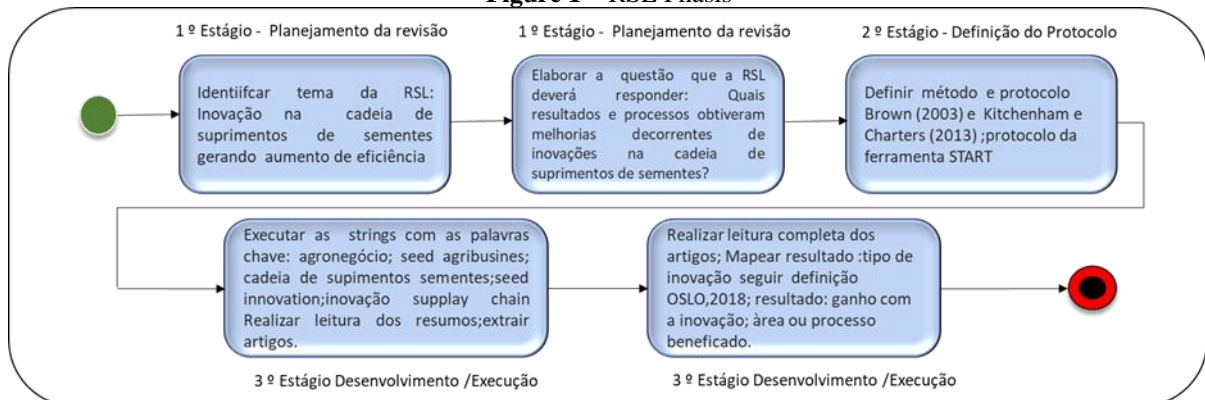 Figure 1 – RSL Phasis
1 º Estágio - Planejamento da revisão
1 º Estágio - Planejamento da revisão
2 º Estágio - Definição do Protocolo
Identiifcar tema da RSL:
Inovação na cadeia de
suprimentos de sementes
gerando aumento de eficiência
Elaborar a questão que a RSL
deverá responder: Quais
resultados e processos obtiveram
melhorias decorrentes de
inovações na cadeia de
suprimentos de sementes?
Definir método e protocolo
Brown (2003) e Kitchenham e
Charters (2013) ;protocolo da
ferramenta START
Executar as strings com as palavras
chave: agronegócio; seed agribusines;
cadeia de supimentos sementes;seed
innovation;inovação supplay chain
Realizar leitura dos resumos;extrair
artigos.
Realizar leitura completa dos
artigos; Mapear resultado :tipo de
inovação seguir definição
OSLO,2018; resultado: ganho com
a inovação; àrea ou processo
beneficado.
3 º Estágio Desenvolvimento /Execução
3 º Estágio Desenvolvimento /Execução